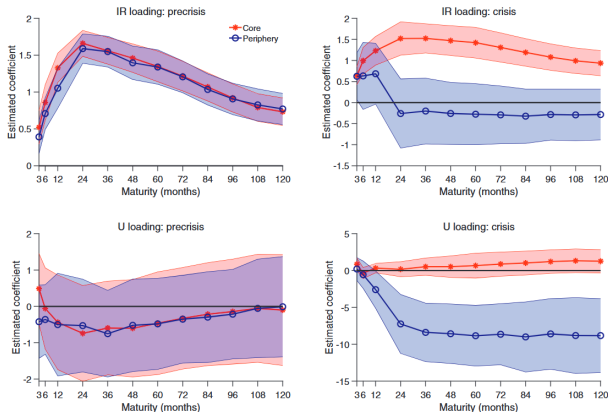 IR loading: precrisis
Estimated coefficient
2
1.5
1
0.5
0
Core
Periphery
3 6 12 24 36 48 60 72 84 96 108 120
Maturity (months)
IR loading: crisis
Estimated coefficient
2
1.5
1
0.5
0
-0.5
-1
-1.5
3 6 12 24 36 48 60 72 84 96 108 120
Maturity (months)
U loading: precrisis
Estimated coefficient
2
1
0
-1
-2
3 6 12 24 36 48 60 72 84 96 108 120
Maturity (months)
U loading: crisis
Estimated coefficient
5
0
-5
-10
-15
3 6 12 24 36 48 60 72 84 96 108 120
Maturity (months)